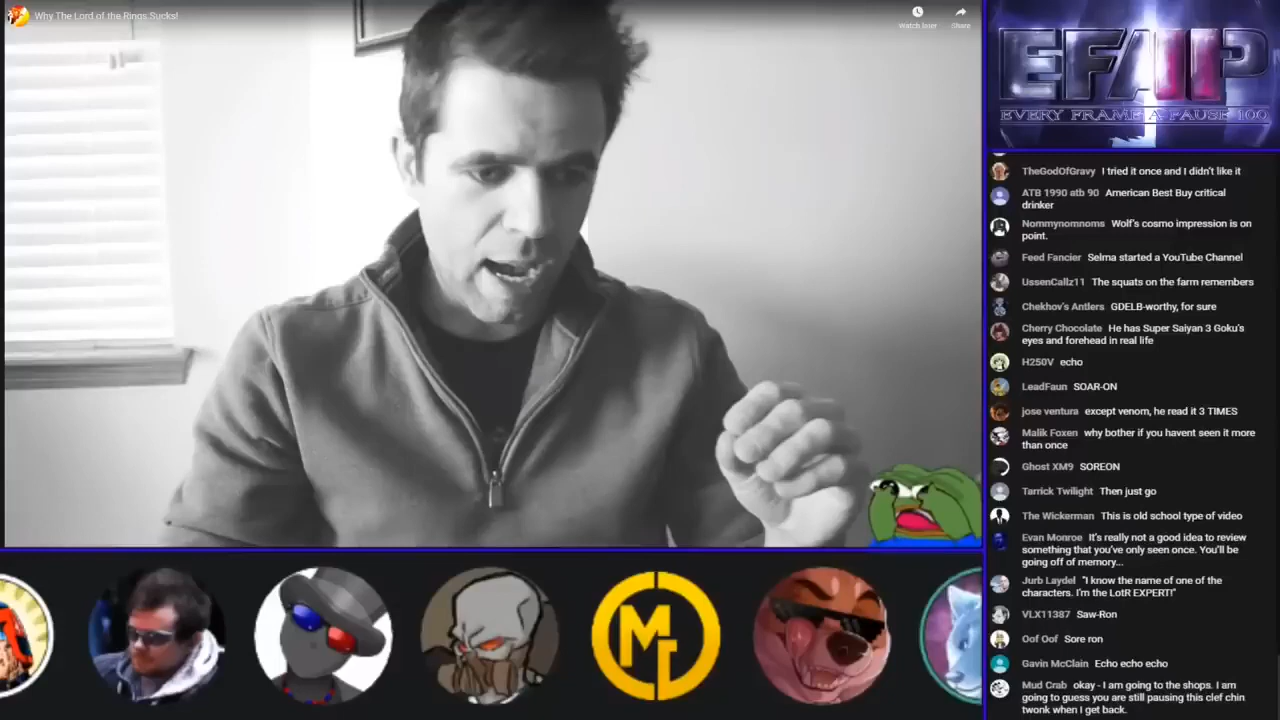 Why The Lord of the Rings Sucks!
Watch later
Share
EFAP
EVERY FRAME A PAUSE 100
TheGodOfGravy I tried it once and I didn't like it
ATB 1990 atb 90 American Best Buy critical
drinker
Nommynomnoms Wolf's cosmo impression is on
point.
Feed Fancier Selma started a YouTube Channel
UssenCallz11 The squats on the farm remembers
Chekhov's Antlers GDELB-worthy, for sure
Cherry Chocolate He has Super Saiyan 3 Goku's
eyes and forehead in real life
H250V echo
LeadFaun SOAR-ON
jose ventura except venom, he read it 3 TIMES
Malik Foxen why bother if you havent seen it more
than once
Ghost XM9 SOREON
Tarrick Twilight Then just go
The Wickerman This is old school type of video
Evan Monroe It's really not a good idea to review
something that you've only seen once. You'll be
going off of memory...
Jurb Laydel "I know the name of one of the
characters. I'm the LotR EXPERT!"
VLX11387 Saw-Ron
Oof Oof Sore ron
Gavin McClain Echo echo echo
Mud Crab okay - I am going to the shops. I am
going to guess you are still pausing this clef chin
twonk when I get back.